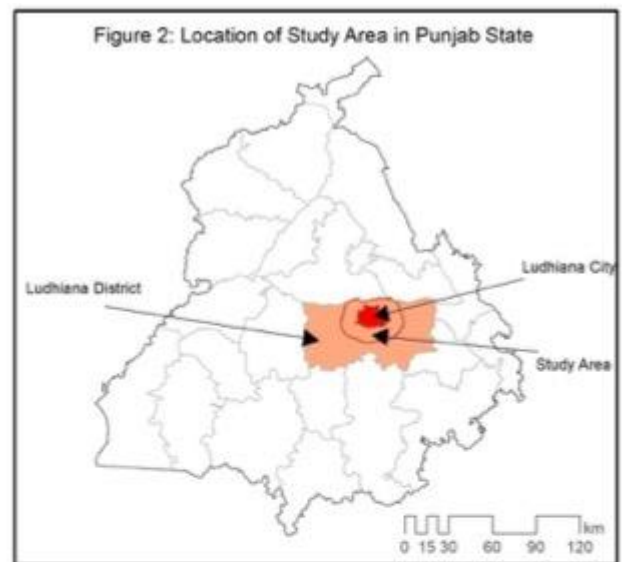 Figure 2: Location of Study Area in Punjab State
Ludhiana City
Ludhiana District
Study Area
km
0 15 30 60 90 120